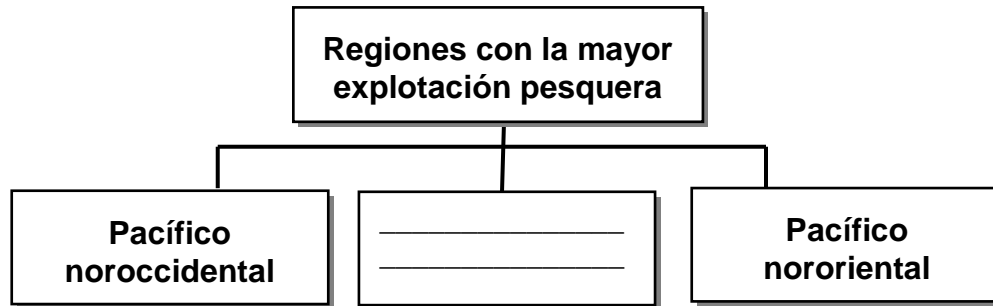 Regiones con la mayor
explotación pesquera
Pacífico
noroccidental
Pacífico
nororiental